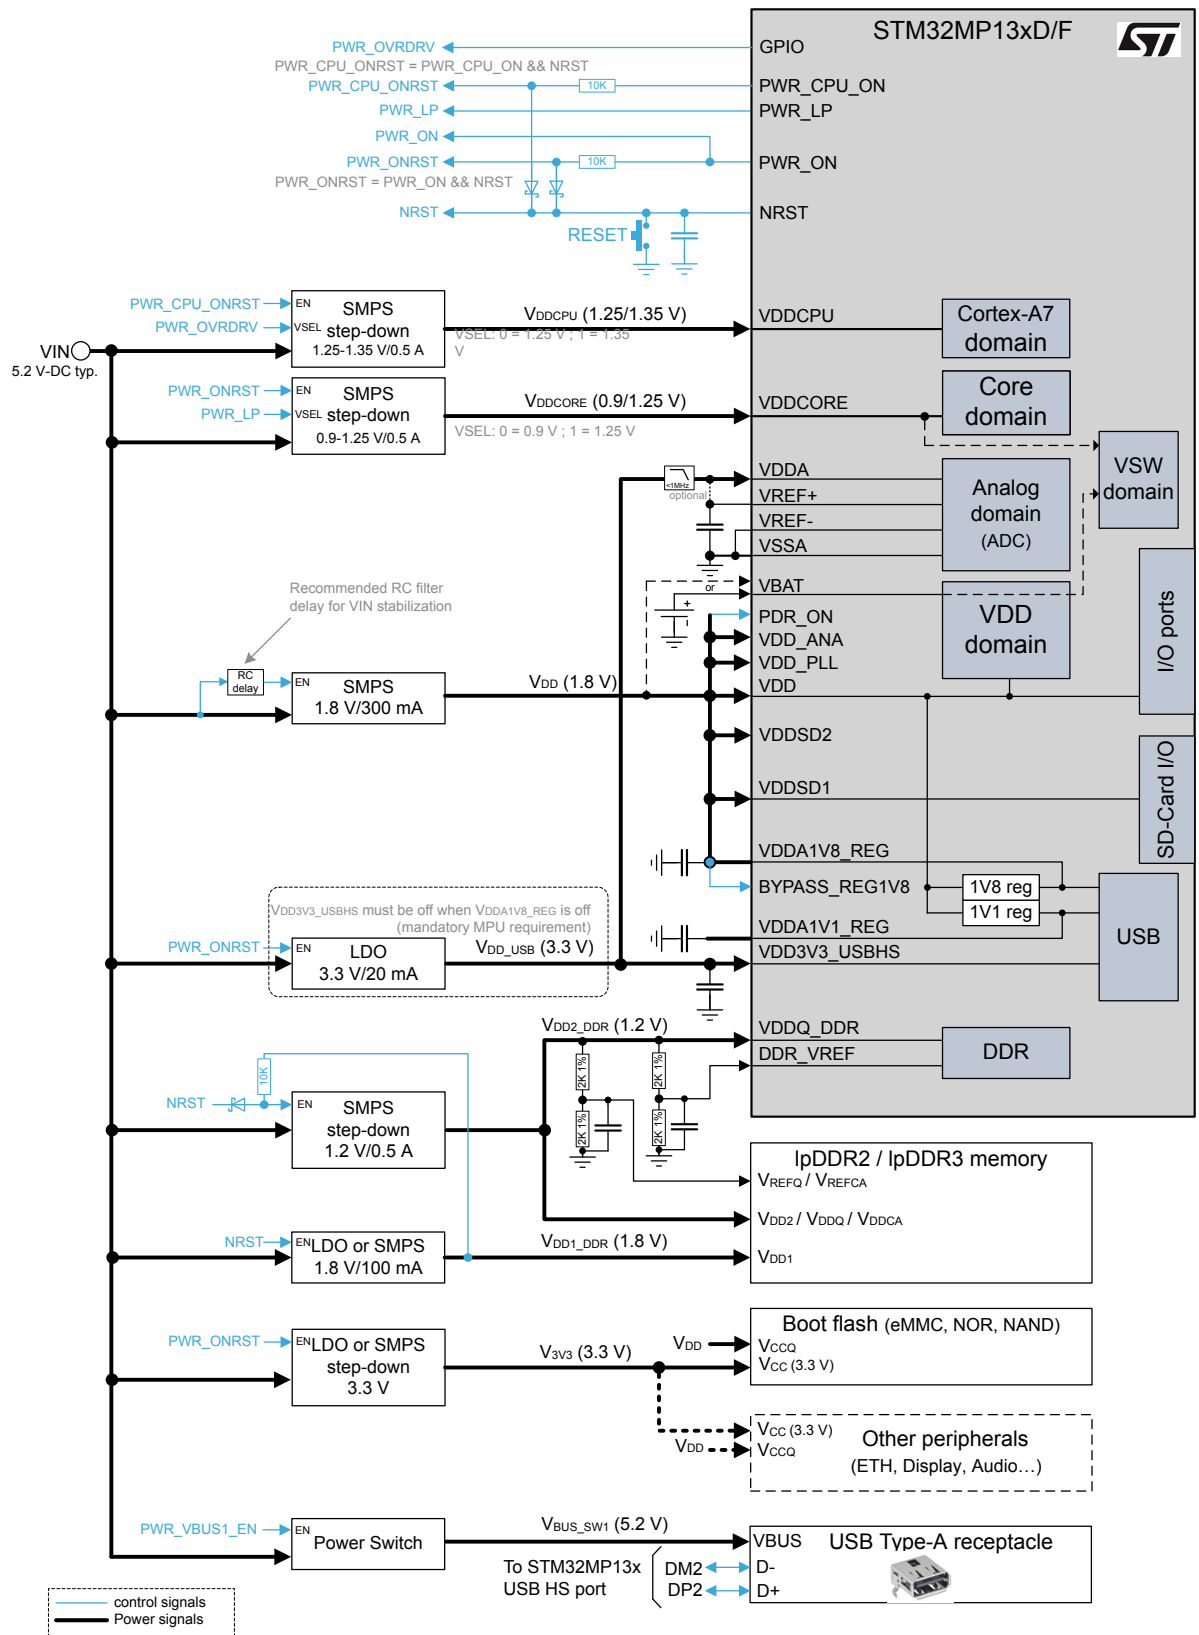 STM32MP13xD/F
ST
PWR_OVRDRV
GPIO
PWR_CPU_ONRST = PWR_CPU_ON && NRST
PWR_CPU_ONRST
10K
PWR_CPU_ON
PWR_LP
PWR_LP
PWR_ON
PWR_ONRST
10K
PWR_ON
PWR_ONRST = PWR_ON && NRST
NRST
NRST
RESET
PWR_CPU_ONRST
EN
SMPS
step-down
1.25-1.35 V/0.5 A
PWR_OVRDRV
VSEL
VDDCPU (1.25/1.35 V)
VSEL: 0 = 1.25 V ; 1 = 1.35
V
VDDCPU
Cortex-A7
domain
VIN
5.2 V-DC typ.
PWR_ONRST
EN
SMPS
step-down
0.9-1.25 V/0.5 A
PWR_LP
VSEL
VDDCORE (0.9/1.25 V)
VSEL: 0 = 0.9 V ; 1 = 1.25 V
VDDCORE
Core
domain
VSW
domain
<1MHz
optional
VDDA
VREF+
VREF-
VSSA
Analog
domain
(ADC)
Recommended RC filter
delay for VIN stabilization
or
+
VBAT
PDR_ON
VDD_ANA
VDD_PLL
VDD
VDD
domain
I/O ports
RC
delay
EN
SMPS
1.8 V/300 mA
VDD (1.8 V)
VDDSD2
VDDSD1
SD-Card I/O
VDDA1V8_REG
BYPASS_REG1V8
1V8 reg
1V1 reg
VDDA1V1_REG
VDD3V3_USBHS
USB
VDD3V3_USBHS must be off when VDDA1V8_REG is off
(mandatory MPU requirement)
PWR_ONRST
EN
LDO
3.3 V/20 mA
VDD_USB (3.3 V)
VDD2_DDR (1.2 V)
VDDQ_DDR
DDR_VREF
DDR
10K
2K 1%
2K 1%
2K 1%
2K 1%
NRST
EN
SMPS
step-down
1.2 V/0.5 A
lpDDR2 / lpDDR3 memory
VREFQ / VREFCA
VDD2 / VDDQ / VDDCA
VDD1
NRST
EN
LDO or SMPS
1.8 V/100 mA
VDD1_DDR (1.8 V)
Boot flash (eMMC, NOR, NAND)
VDD
VCCQ
VCC (3.3 V)
PWR_ONRST
EN
LDO or SMPS
step-down
3.3 V
V3V3 (3.3 V)
VCC (3.3 V)
VDD
VCCQ
Other peripherals
(ETH, Display, Audio…)
PWR_VBUS1_EN
EN
Power Switch
VBUS_SW1 (5.2 V)
VBUS
USB Type-A receptacle
To STM32MP13x
USB HS port
DM2
DP2
D-
D+
control signals
Power signals